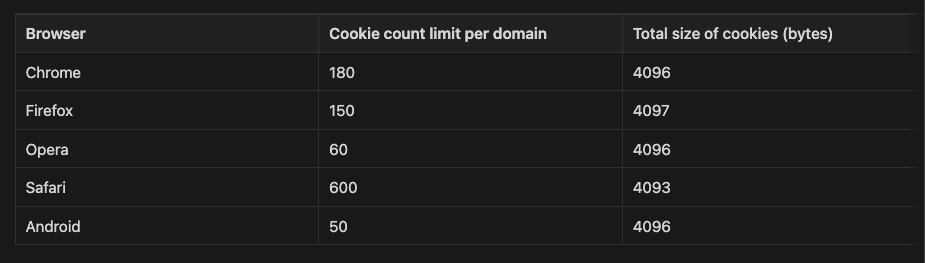 Browser Cookie count limit per domain Total size of cookies (bytes)
Chrome 180 4096
Firefox 150 4097
Opera 60 4096
Safari 600 4093
Android 50 4096